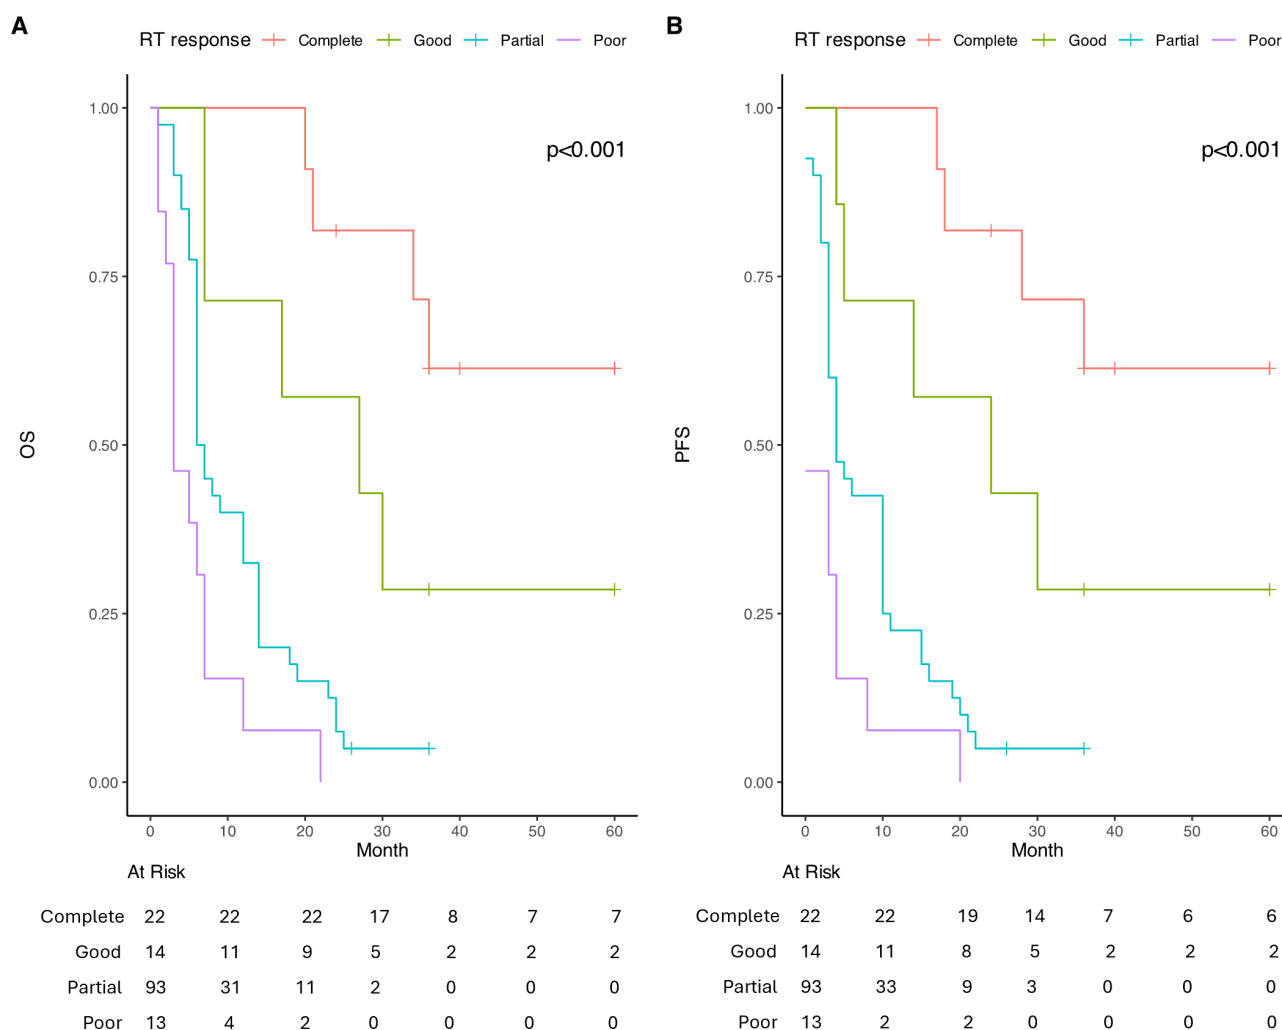 A
RT response Complete Good Partial Poor
p<0.001
1.00
0.75
0.50
0.25
0.00
OS
0 10 20 30 40 50 60
Month
At Risk
Complete 22 22 22 17 8 7 7
Good 14 11 9 5 2 2 2
Partial 93 31 11 2 0 0 0
Poor 13 4 2 0 0 0 0
B
RT response Complete Good Partial Poor
p<0.001
1.00
0.75
0.50
0.25
0.00
PFS
0 10 20 30 40 50 60
Month
At Risk
Complete 22 22 19 14 7 6 6
Good 14 11 8 5 2 2 2
Partial 93 33 9 3 0 0 0
Poor 13 2 2 0 0 0 0